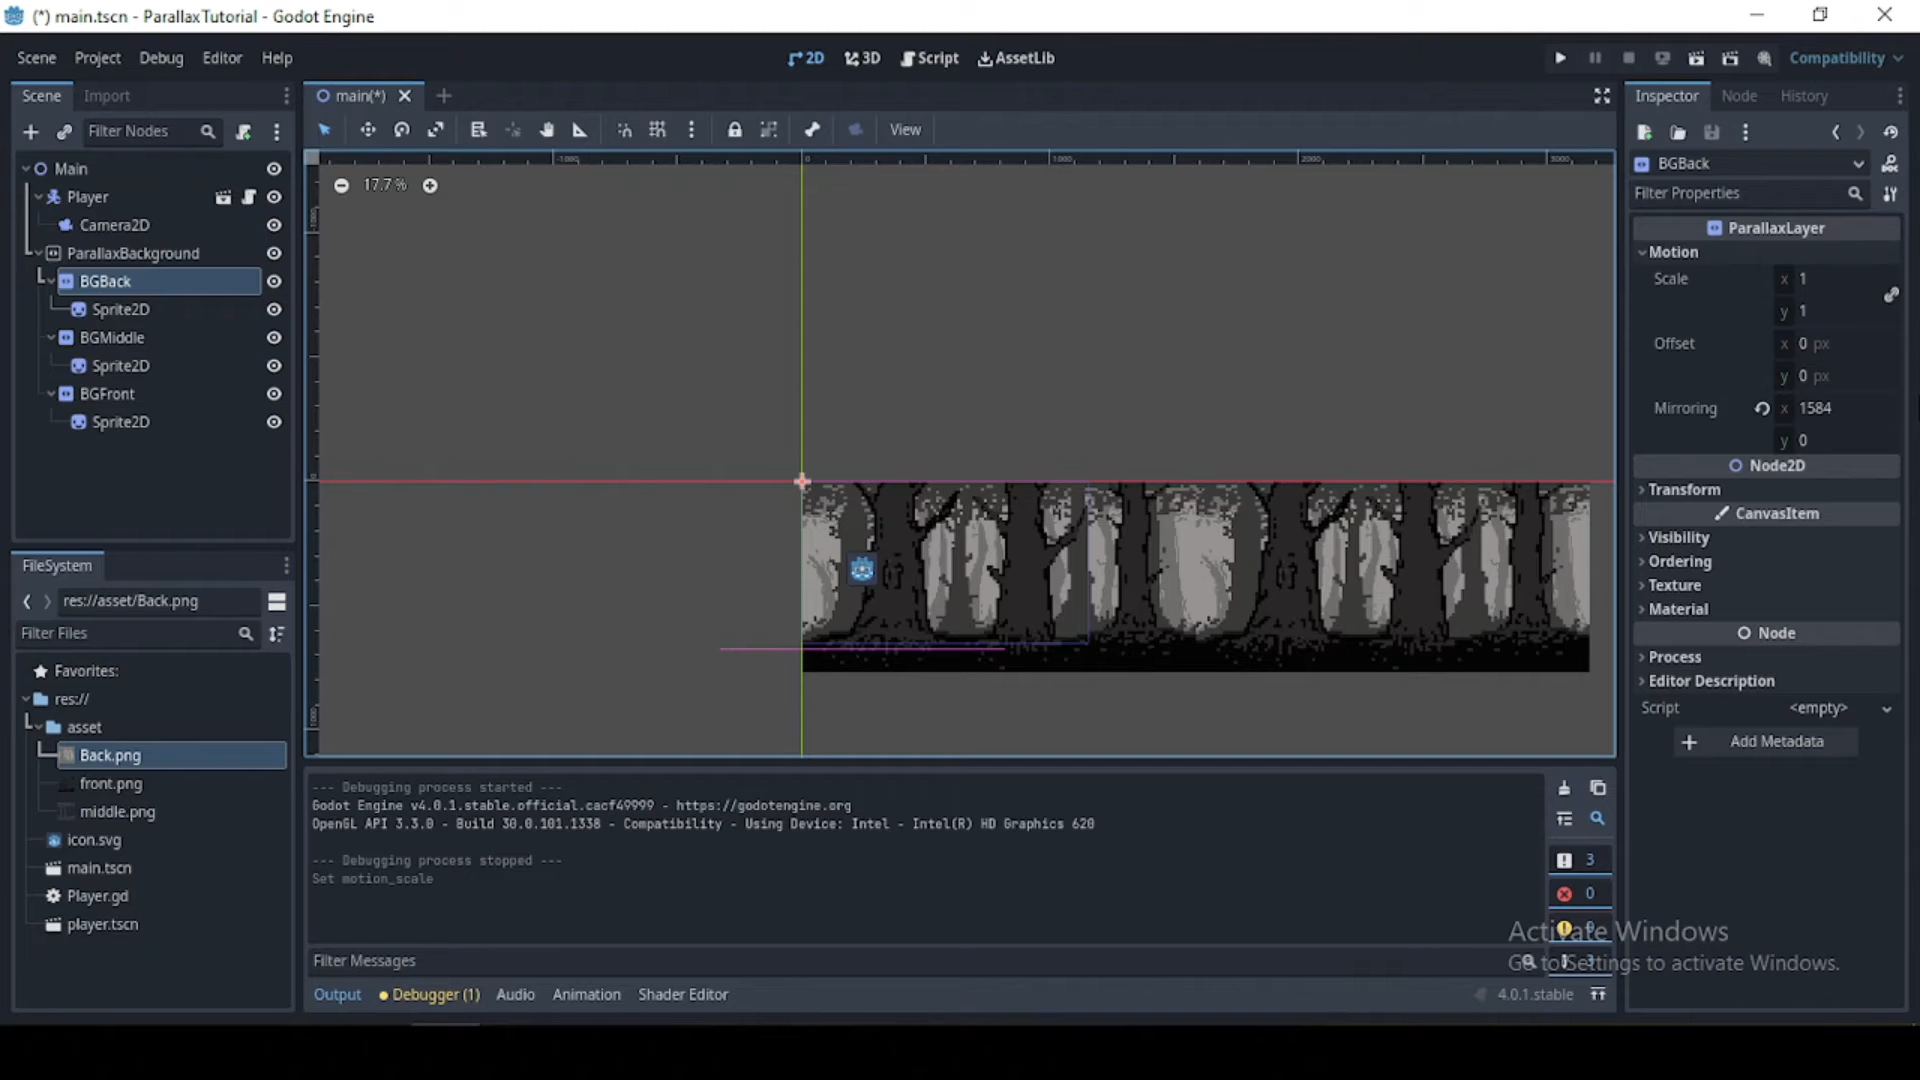 (*) main.tscn - ParallaxTutorial - Godot Engine
Scene Project Debug Editor Help
2D 3D Script AssetLib
Compatibility
Scene Import
Filter Nodes
Main
Player
Camera2D
ParallaxBackground
BGBack
Sprite2D
BGMiddle
Sprite2D
BGFront
Sprite2D
FileSystem
res://asset/Back.png
Filter Files
Favorites:
res://
asset
Back.png
front.png
middle.png
icon.svg
main.tscn
Player.gd
player.tscn
main(*)
View
-1000 0 1000 2000 3000
17.7 %
--- Debugging process started ---
Godot Engine v4.0.1.stable.official.cacf49999 - https://godotengine.org
OpenGL API 3.3.0 - Build 30.0.101.1338 - Compatibility - Using Device: Intel - Intel(R) HD Graphics 620
--- Debugging process stopped ---
Set motion_scale
3
0
Filter Messages
Output Debugger (1) Audio Animation Shader Editor
4.0.1.stable
Inspector Node History
BGBack
Filter Properties
ParallaxLayer
Motion
Scale x 1
y 1
Offset x 0 px
y 0 px
Mirroring x 1584
y 0
Node2D
Transform
CanvasItem
Visibility
Ordering
Texture
Material
Node
Process
Editor Description
Script <empty>
Add Metadata
Activate Windows
Go to Settings to activate Windows.